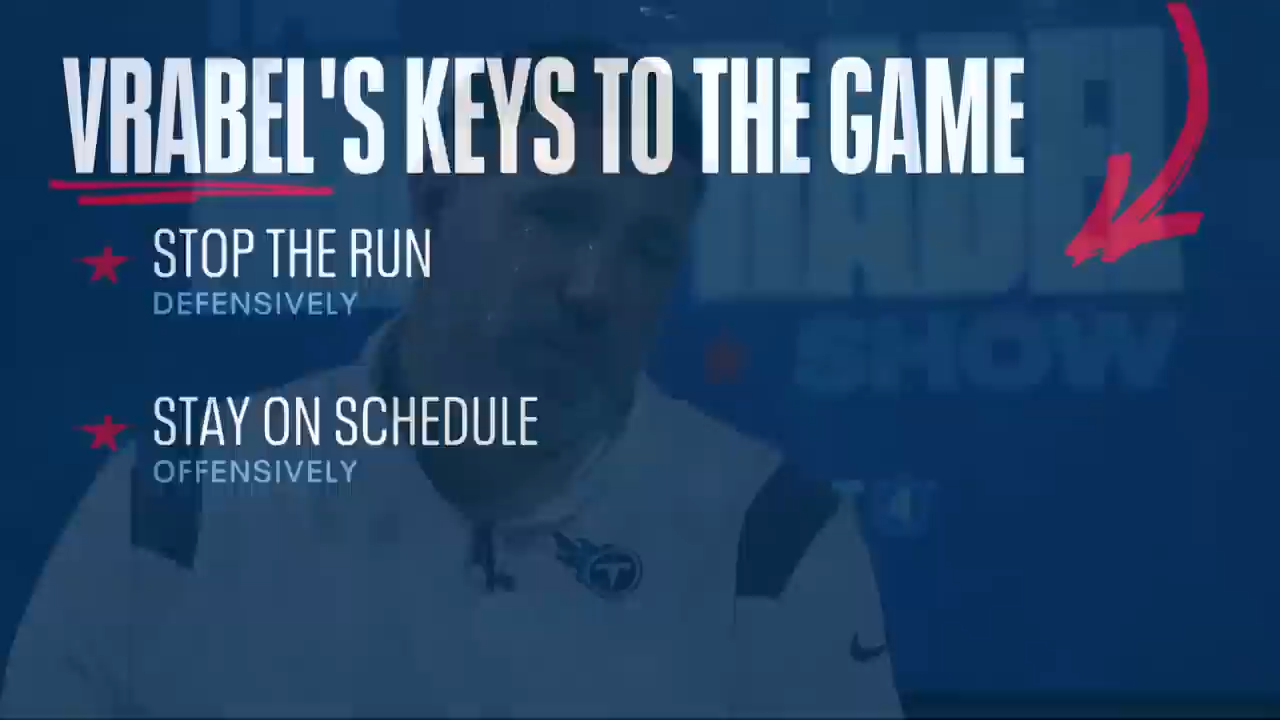 VRABEL'S KEYS TO THE GAME
STOP THE RUN
DEFENSIVELY
STAY ON SCHEDULE
OFFENSIVELY
SHOW